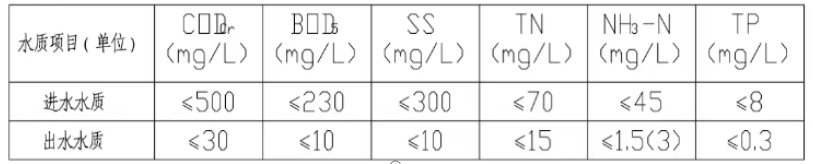 水质项目(单位) CODcr (mg/L) BOD5 (mg/L) SS (mg/L) TN (mg/L) NH3-N (mg/L) TP (mg/L)
进水水质 ≤500 ≤230 ≤300 ≤70 ≤45 ≤8
出水水质 ≤30 ≤10 ≤10 ≤15 ≤1.5(3) ≤0.3